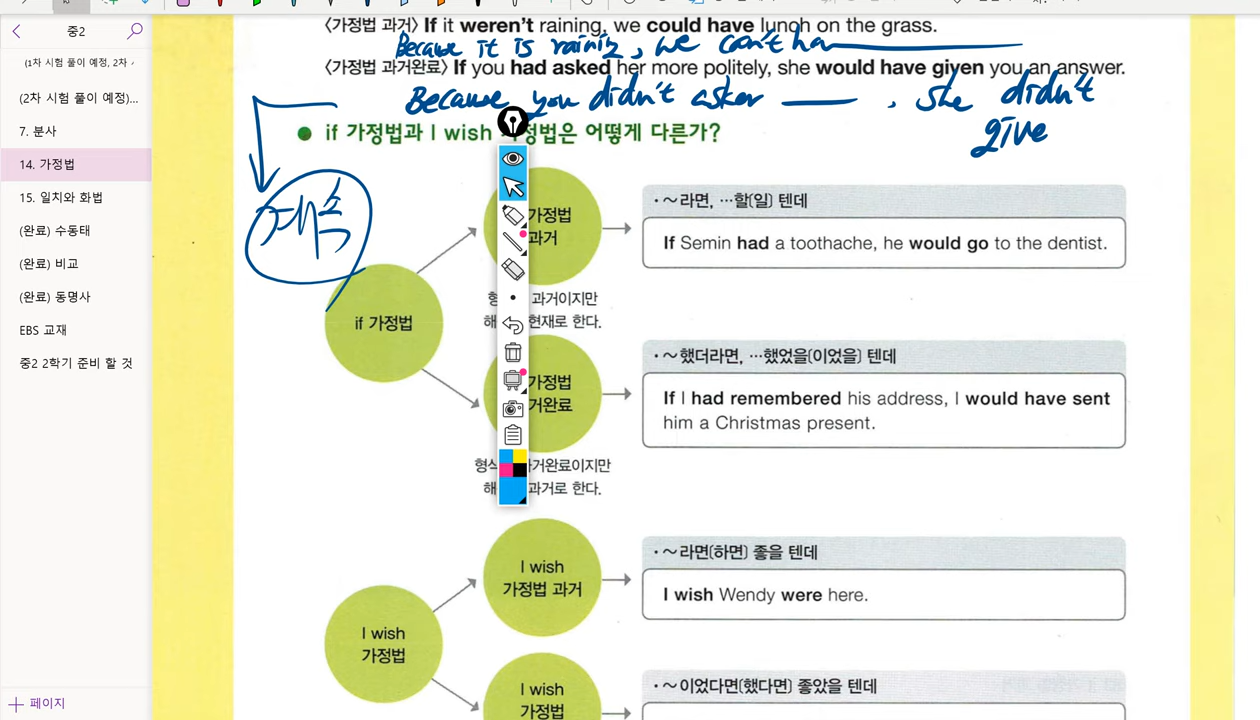 중2
(1차 시험 풀이 예정, 2차
(2차 시험 풀이 예정)...
7. 분사
14. 가정법
15. 일치와 화법
(완료) 수동태
(완료) 비교
(완료) 동명사
EBS 교재
중2 2학기 준비 할 것
페이지
〈가정법 과거〉 If it weren't raining, we could have lunch on the grass.
Because it is , we can't ha
〈가정법 과거완료〉 If you had asked her more politely, she would have given you an answer.
Because you didn't , she didn't
give
if 가정법과 I wish 가정법은 어떻게 다른가?
if 가정법
가정법
과거
과거이지만
현재로 한다.
· ~라면, …할(일) 텐데
If Semin had a toothache, he would go to the dentist.
가정법
거완료
형식 거완료이지만
과거로 한다.
· ~했더라면, …했었을(이었을) 텐데
If I had remembered his address, I would have sent
him a Christmas present.
I wish
가정법
I wish
가정법 과거
· ~라면(하면) 좋을 텐데
I wish Wendy were here.
I wish
가정법
· ~이었다면(했다면) 좋았을 텐데